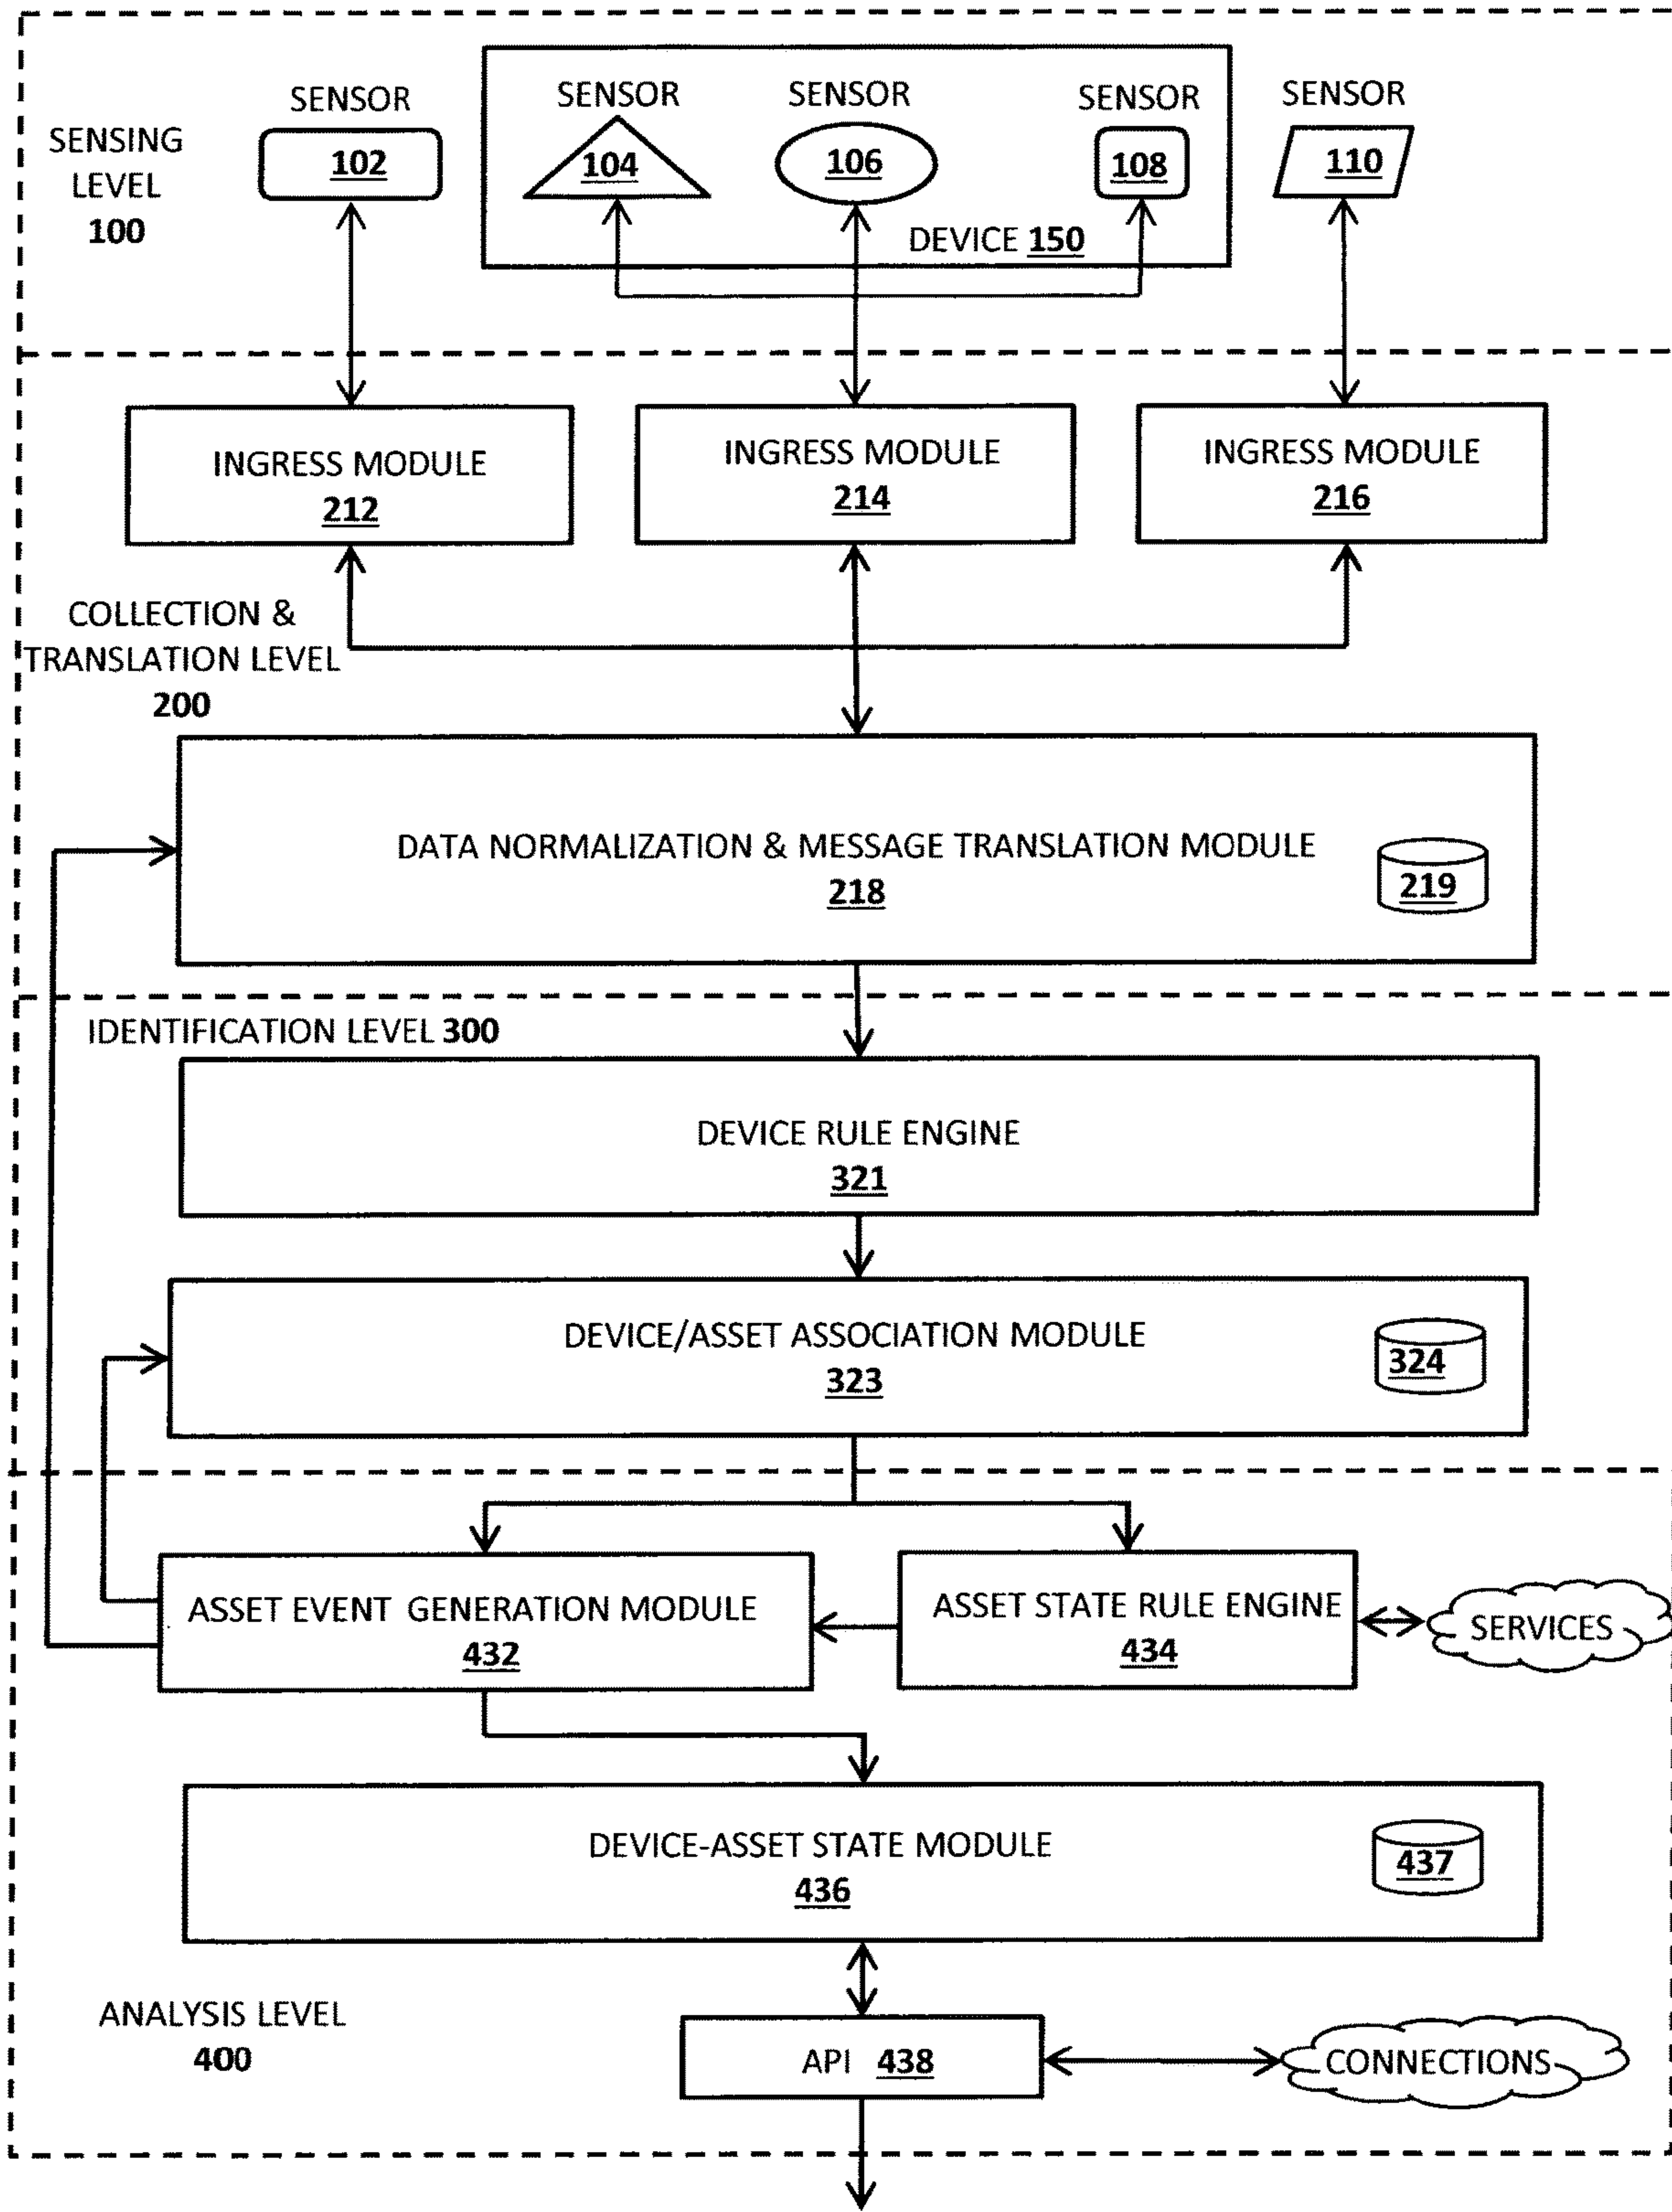 SENSING
LEVEL
100
SENSOR
102
SENSOR
104
SENSOR
106
SENSOR
108
DEVICE 150
SENSOR
110
INGRESS MODULE
212
INGRESS MODULE
214
INGRESS MODULE
216
COLLECTION &
TRANSLATION LEVEL
200
DATA NORMALIZATION & MESSAGE TRANSLATION MODULE
218
219
IDENTIFICATION LEVEL 300
DEVICE RULE ENGINE
321
DEVICE/ASSET ASSOCIATION MODULE
323
324
ASSET EVENT GENERATION MODULE
432
ASSET STATE RULE ENGINE
434
SERVICES
DEVICE-ASSET STATE MODULE
436
437
ANALYSIS LEVEL
400
API 438
CONNECTIONS